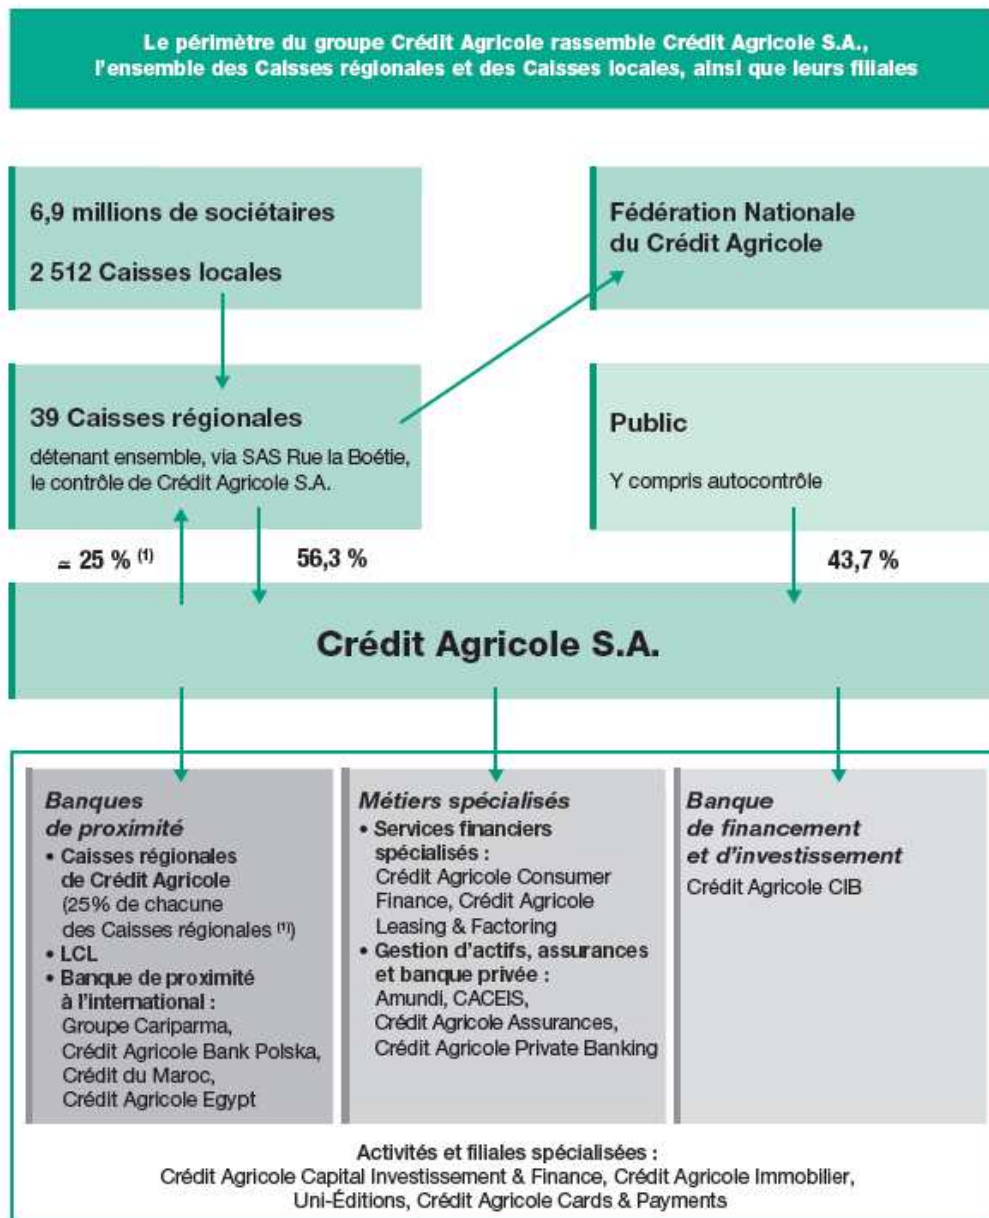 Le périmètre du groupe Crédit Agricole rassemble Crédit Agricole S.A.,
l'ensemble des Caisses régionales et des Caisses locales, ainsi que leurs filiales
6,9 millions de sociétaires
2 512 Caisses locales
Fédération Nationale
du Crédit Agricole
39 Caisses régionales
détenant ensemble, via SAS Rue la Boétie,
le contrôle de Crédit Agricole S.A.
Public
Y compris autocontrôle
≃ 25 % (1)
56,3 %
43,7 %
Crédit Agricole S.A.
Banques
de proximité
• Caisses régionales
de Crédit Agricole
(25% de chacune
des Caisses régionales (1))
• LCL
• Banque de proximité
à l'international :
Groupe Cariparma,
Crédit Agricole Bank Polska,
Crédit du Maroc,
Crédit Agricole Egypt
Métiers spécialisés
• Services financiers
spécialisés :
Crédit Agricole Consumer
Finance, Crédit Agricole
Leasing & Factoring
• Gestion d'actifs, assurances
et banque privée :
Amundi, CACEIS,
Crédit Agricole Assurances,
Crédit Agricole Private Banking
Banque
de financement
et d'investissement
Crédit Agricole CIB
Activités et filiales spécialisées :
Crédit Agricole Capital Investissement & Finance, Crédit Agricole Immobilier,
Uni-Éditions, Crédit Agricole Cards & Payments